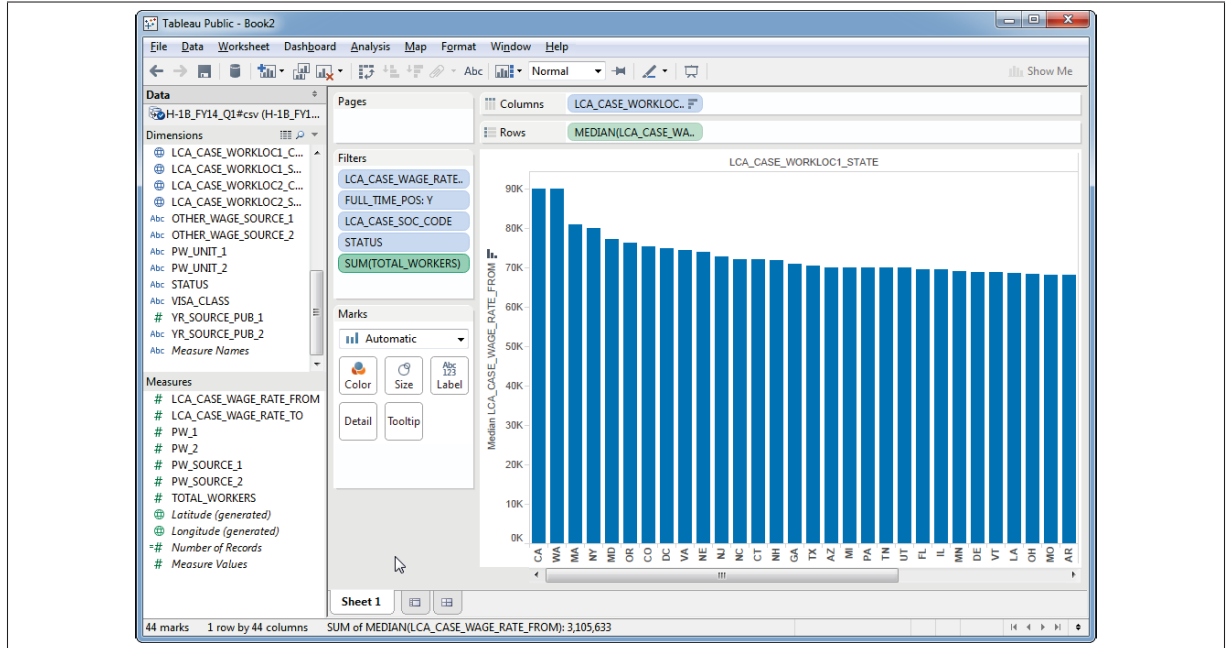 Tableau Public - Book2
File Data Worksheet Dashboard Analysis Map Format Window Help
Abc Normal Show Me
Data
H-1B_FY14_Q1#csv (H-1B_FY1...
Dimensions
LCA_CASE_WORKLOC1_C...
LCA_CASE_WORKLOC1_S...
LCA_CASE_WORKLOC2_C...
LCA_CASE_WORKLOC2_S...
Abc OTHER_WAGE_SOURCE_1
Abc OTHER_WAGE_SOURCE_2
Abc PW_UNIT_1
Abc PW_UNIT_2
Abc STATUS
Abc VISA_CLASS
# YR_SOURCE_PUB_1
Abc YR_SOURCE_PUB_2
Abc Measure Names
Measures
# LCA_CASE_WAGE_RATE_FROM
# LCA_CASE_WAGE_RATE_TO
# PW_1
# PW_2
# PW_SOURCE_1
# PW_SOURCE_2
# TOTAL_WORKERS
Latitude (generated)
Longitude (generated)
=# Number of Records
# Measure Values
Pages
Filters
LCA_CASE_WAGE_RATE..
FULL_TIME_POS: Y
LCA_CASE_SOC_CODE
STATUS
SUM(TOTAL_WORKERS)
Marks
Automatic
Color Size Abc 123 Label
Detail Tooltip
Columns LCA_CASE_WORKLOC..
Rows MEDIAN(LCA_CASE_WA..
LCA_CASE_WORKLOC1_STATE
Median LCA_CASE_WAGE_RATE_FROM
90K
80K
70K
60K
50K
40K
30K
20K
10K
0K
CA WA MA NY MD OR CO DC VA NE NJ NC CT NH GA TX AZ MI PA TN UT FL IL MN DE VT LA OH MO AR
Sheet 1
44 marks 1 row by 44 columns SUM of MEDIAN(LCA_CASE_WAGE_RATE_FROM): 3,105,633